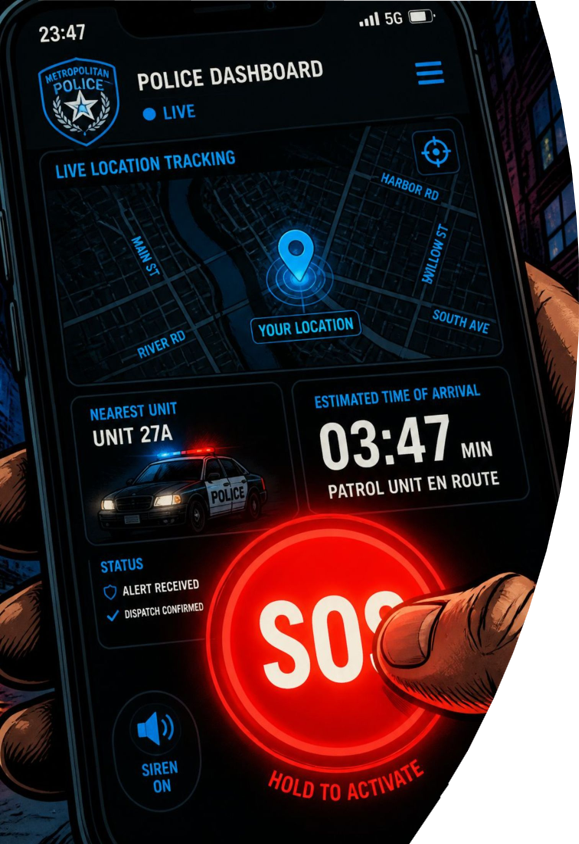 23:47
5G
METROPOLITAN
POLICE
POLICE DASHBOARD
LIVE
LIVE LOCATION TRACKING
HARBOR RD
MAIN ST
WILLOW ST
YOUR LOCATION
SOUTH AVE
RIVER RD
NEAREST UNIT
UNIT 27A
POLICE
ESTIMATED TIME OF ARRIVAL
03:47 MIN
PATROL UNIT EN ROUTE
STATUS
ALERT RECEIVED
DISPATCH CONFIRMED
SOS
HOLD TO ACTIVATE
SIREN
ON